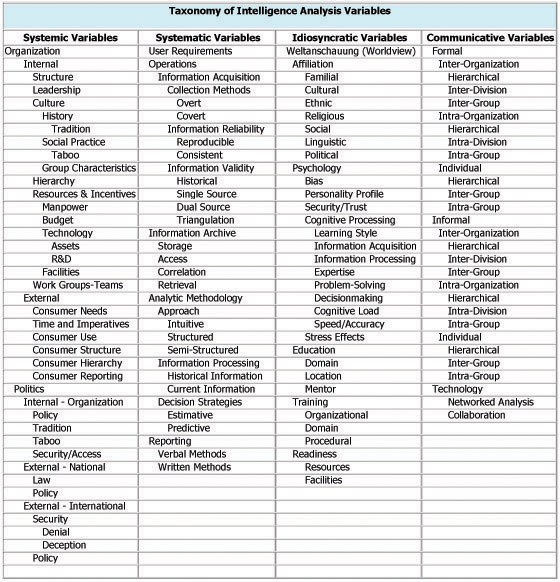 Taxonomy of Intelligence Analysis Variables
Systemic Variables
Organization
Internal
Structure
Leadership
Culture
History
Tradition
Social Practice
Taboo
Group Characteristics
Hierarchy
Resources & Incentives
Manpower
Budget
Technology
Assets
R&D
Facilities
Work Groups-Teams
External
Consumer Needs
Time and Imperatives
Consumer Use
Consumer Structure
Consumer Hierarchy
Consumer Reporting
Politics
Internal - Organization
Policy
Tradition
Taboo
Security/Access
External - National
Law
Policy
External - International
Security
Denial
Deception
Policy
Systematic Variables
User Requirements
Operations
Information Acquisition
Collection Methods
Overt
Covert
Information Reliability
Reproducible
Consistent
Information Validity
Historical
Single Source
Dual Source
Triangulation
Information Archive
Storage
Access
Correlation
Retrieval
Analytic Methodology
Approach
Intuitive
Structured
Semi-Structured
Information Processing
Historical Information
Current Information
Decision Strategies
Estimative
Predictive
Reporting
Verbal Methods
Written Methods
Idiosyncratic Variables
Weltanschauung (Worldview)
Affiliation
Familial
Cultural
Ethnic
Religious
Social
Linguistic
Political
Psychology
Bias
Personality Profile
Security/Trust
Cognitive Processing
Learning Style
Information Acquisition
Information Processing
Expertise
Problem-Solving
Decisionmaking
Cognitive Load
Speed/Accuracy
Stress Effects
Education
Domain
Location
Mentor
Training
Organizational
Domain
Procedural
Readiness
Resources
Facilities
Communicative Variables
Formal
Inter-Organization
Hierarchical
Inter-Division
Inter-Group
Intra-Organization
Hierarchical
Intra-Division
Intra-Group
Individual
Hierarchical
Inter-Group
Intra-Group
Informal
Inter-Organization
Hierarchical
Inter-Division
Inter-Group
Intra-Organization
Hierarchical
Intra-Division
Intra-Group
Individual
Hierarchical
Inter-Group
Intra-Group
Technology
Networked Analysis
Collaboration